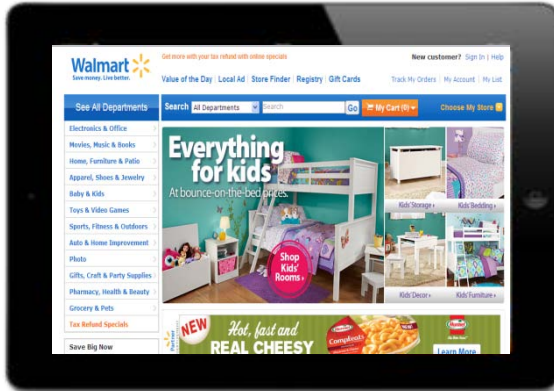 Walmart
Save money. Live better.
Get more with your tax refund with online specials
New customer? Sign In | Help
Value of the Day | Local Ad | Store Finder | Registry | Gift Cards
Track My Orders | My Account | My List
See All Departments
Search All Departments Search Go My Cart (0) Choose My Store
Electronics & Office
Movies, Music & Books
Home, Furniture & Patio
Apparel, Shoes & Jewelry
Baby & Kids
Toys & Video Games
Sports, Fitness & Outdoors
Auto & Home Improvement
Photo
Gifts, Craft & Party Supplies
Pharmacy, Health & Beauty
Grocery & Pets
Tax Refund Specials
Save Big Now
Everything
for kids
At bounce-on-the-bed prices.
Shop
Kids'
Rooms
Kids' Storage
Kids' Bedding
Kids' Decor
Kids' Furniture
Partner
NEW
Hot, fast and
REAL CHEESY
Compleats
Hormel
Learn More